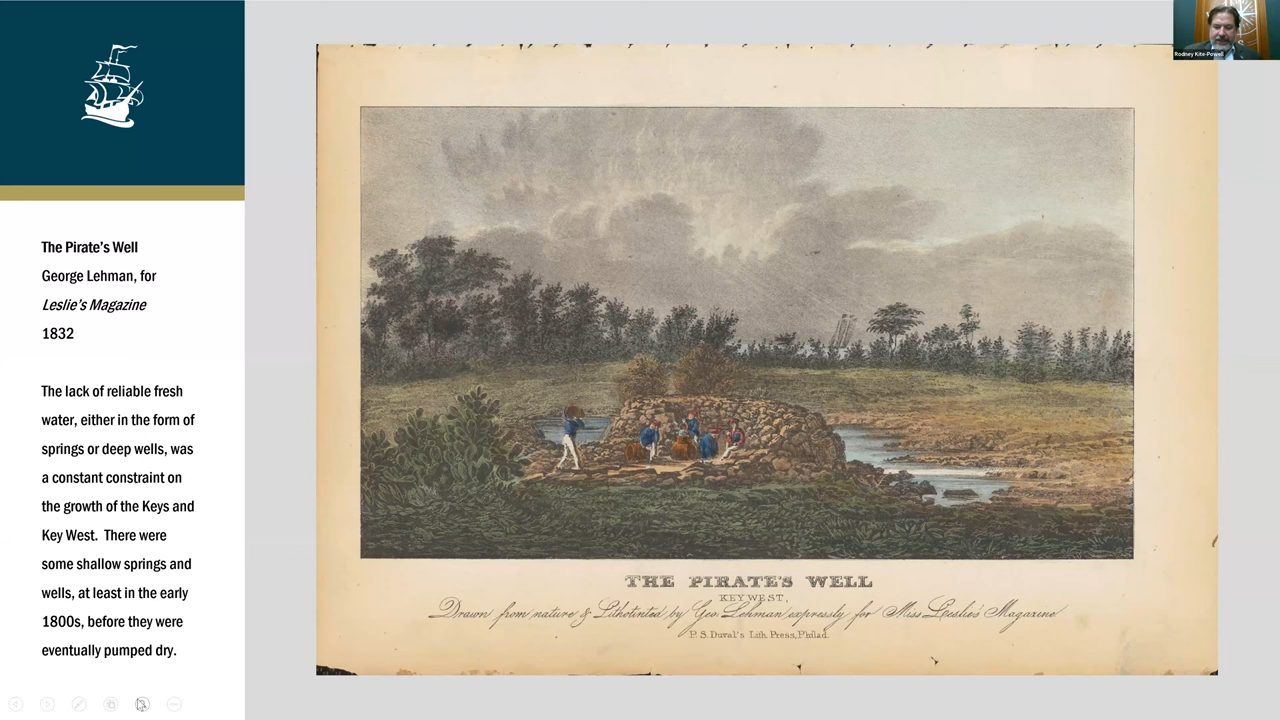 Rodney Kite-Powell
The Pirate's Well
George Lehman, for
Leslie's Magazine
1832
The lack of reliable fresh
water, either in the form of
springs or deep wells, was
a constant constraint on
the growth of the Keys and
Key West.  There were
some shallow springs and
wells, at least in the early
1800s, before they were
eventually pumped dry.
THE PIRATE'S WELL
KEY WEST,
Drawn from nature & Lithotinted by Geo. Lehman expressly for Miss Leslie's Magazine
P. S. Duval's Lith. Press, Philad.